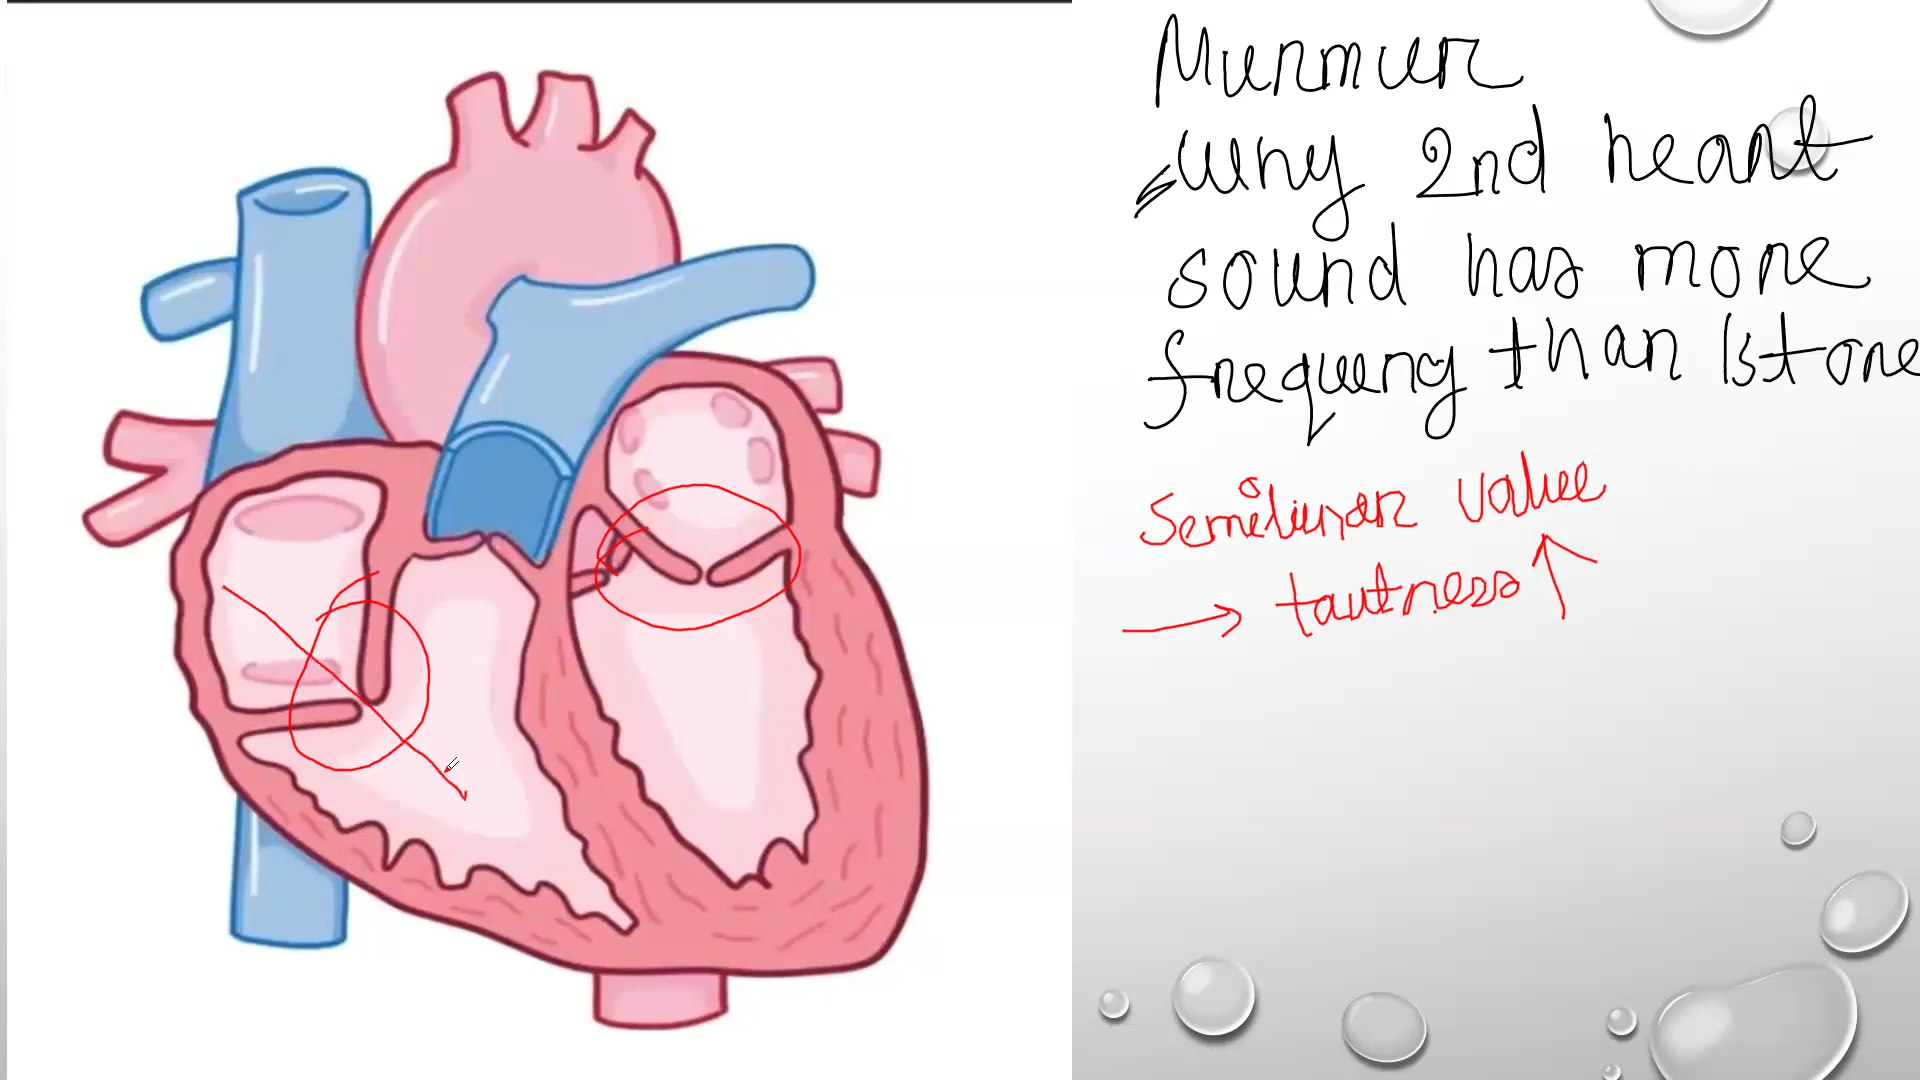 Murmur
Why 2nd heart
sound has more
frequency than 1st one
Semilunar valve
→ tautness ↑